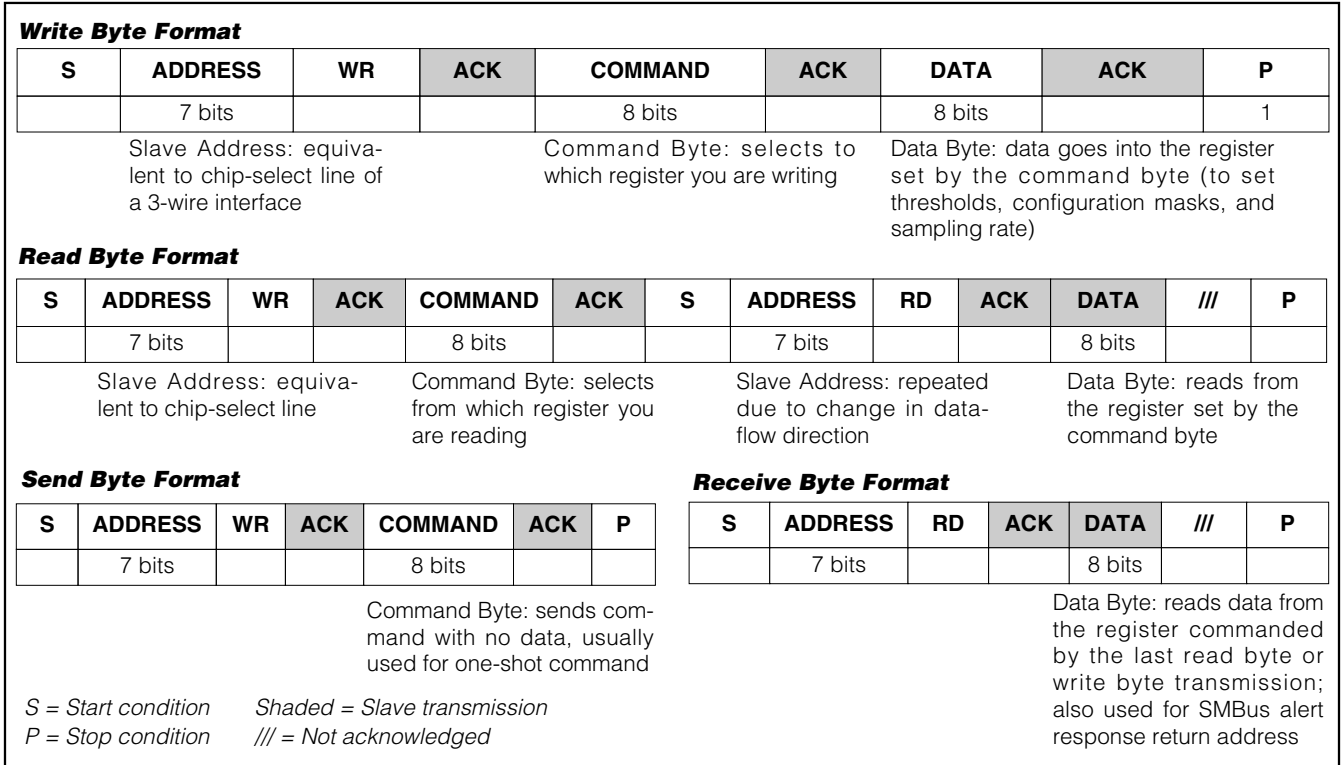 Write Byte Format
S ADDRESS WR ACK COMMAND ACK DATA ACK P
7 bits 8 bits 8 bits 1
Slave Address: equiva-
lent to chip-select line of
a 3-wire interface
Command Byte: selects to
which register you are writing
Data Byte: data goes into the register
set by the command byte (to set
thresholds, configuration masks, and
sampling rate)
Read Byte Format
S ADDRESS WR ACK COMMAND ACK S ADDRESS RD ACK DATA /// P
7 bits 8 bits 7 bits 8 bits
Slave Address: equiva-
lent to chip-select line
Command Byte: selects
from which register you
are reading
Slave Address: repeated
due to change in data-
flow direction
Data Byte: reads from
the register set by the
command byte
Send Byte Format
S ADDRESS WR ACK COMMAND ACK P
7 bits 8 bits
Command Byte: sends com-
mand with no data, usually
used for one-shot command
Receive Byte Format
S ADDRESS RD ACK DATA /// P
7 bits 8 bits
Data Byte: reads data from
the register commanded
by the last read byte or
write byte transmission;
also used for SMBus alert
response return address
S = Start condition Shaded = Slave transmission
P = Stop condition /// = Not acknowledged